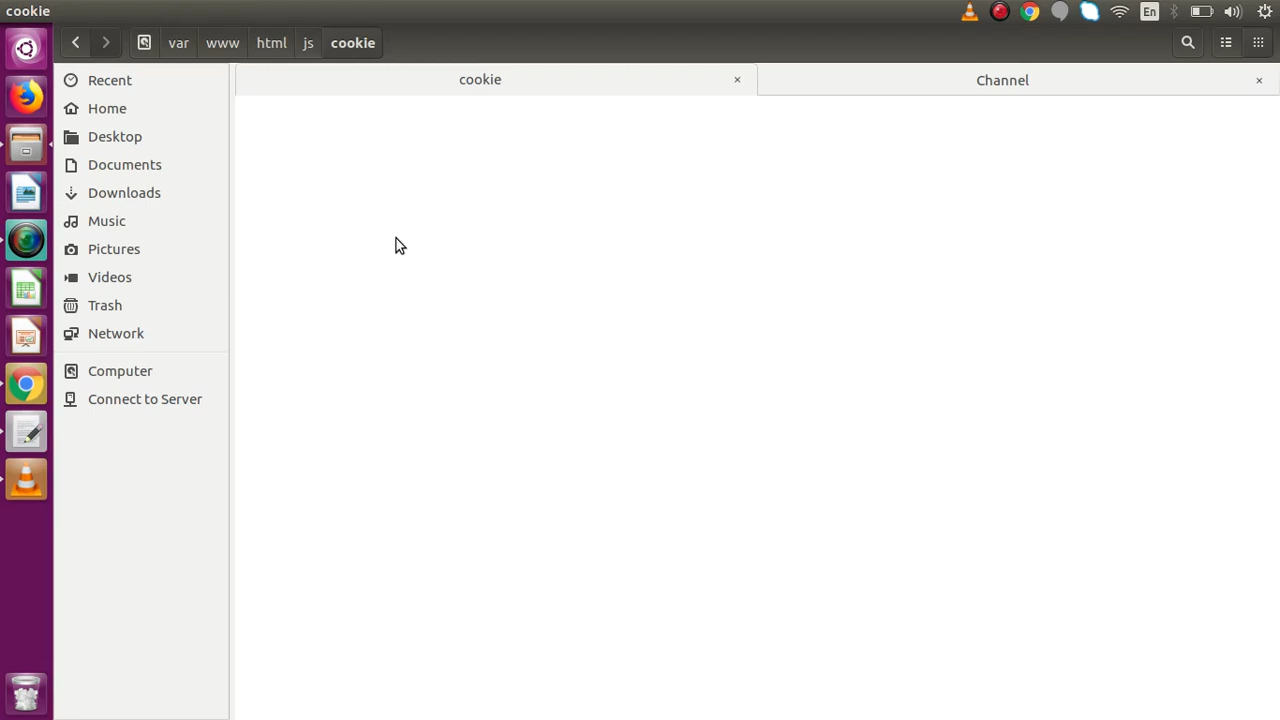 cookie
En
var www html js cookie
cookie × Channel ×
Recent
Home
Desktop
Documents
Downloads
Music
Pictures
Videos
Trash
Network
Computer
Connect to Server